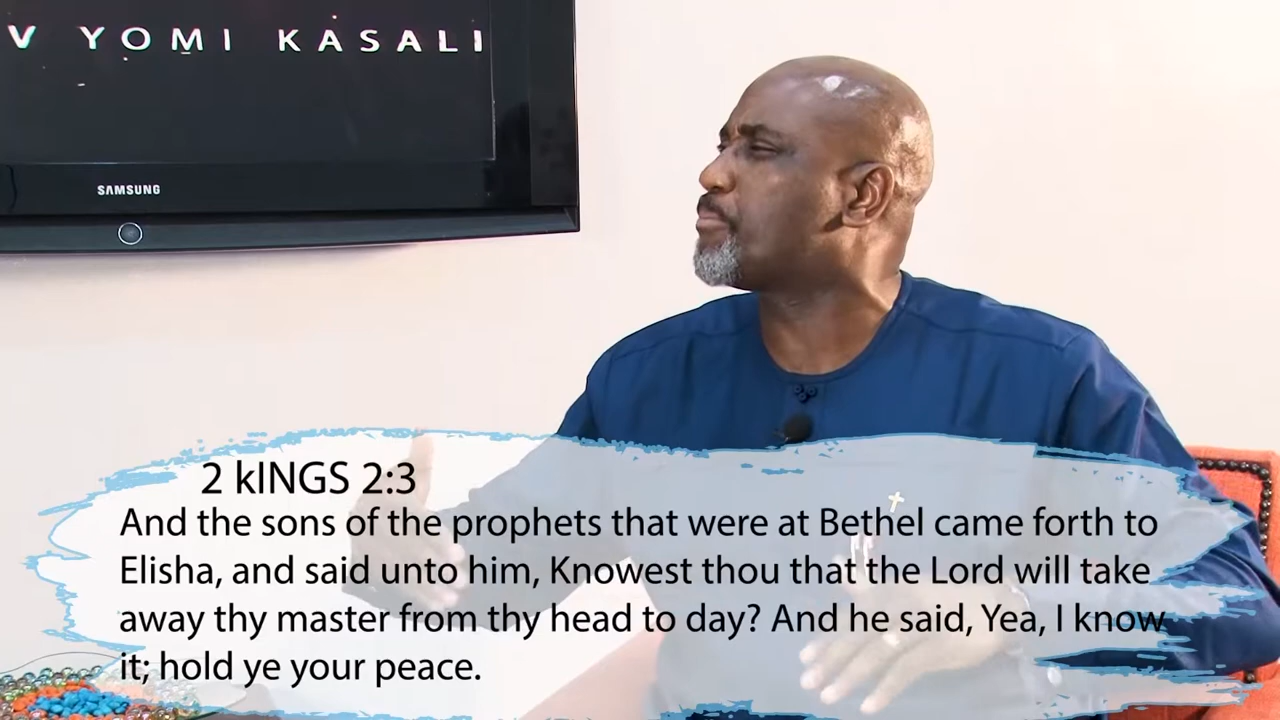 V YOMI KASALI
SAMSUNG
2 kINGS 2:3
And the sons of the prophets that were at Bethel came forth to
Elisha, and said unto him, Knowest thou that the Lord will take
away thy master from thy head to day? And he said, Yea, I know
it; hold ye your peace.